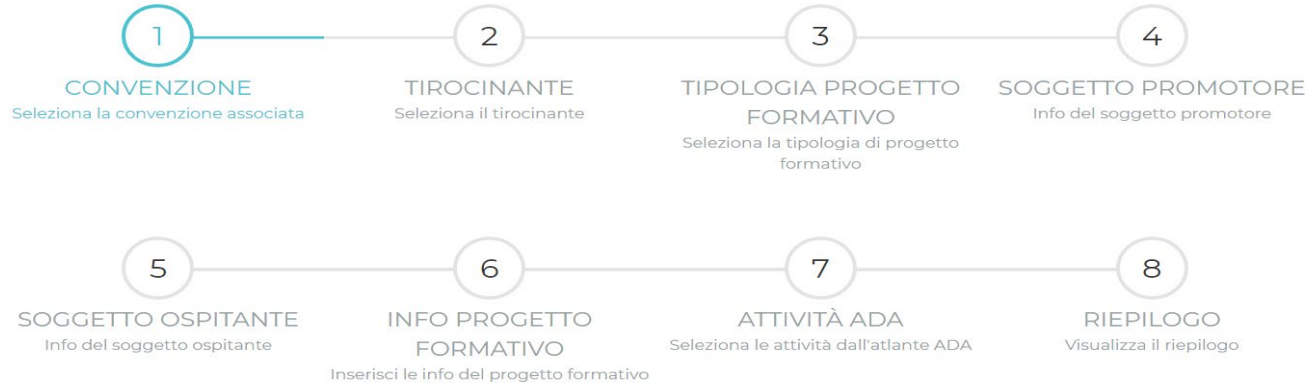 1
CONVENZIONE
Seleziona la convenzione associata
2
TIROCINANTE
Seleziona il tirocinante
3
TIPOLOGIA PROGETTO
FORMATIVO
Seleziona la tipologia di progetto
formativo
4
SOGGETTO PROMOTORE
Info del soggetto promotore
5
SOGGETTO OSPITANTE
Info del soggetto ospitante
6
INFO PROGETTO
FORMATIVO
Inserisci le info del progetto formativo
7
ATTIVITÀ ADA
Seleziona le attività dall'atlante ADA
8
RIEPILOGO
Visualizza il riepilogo